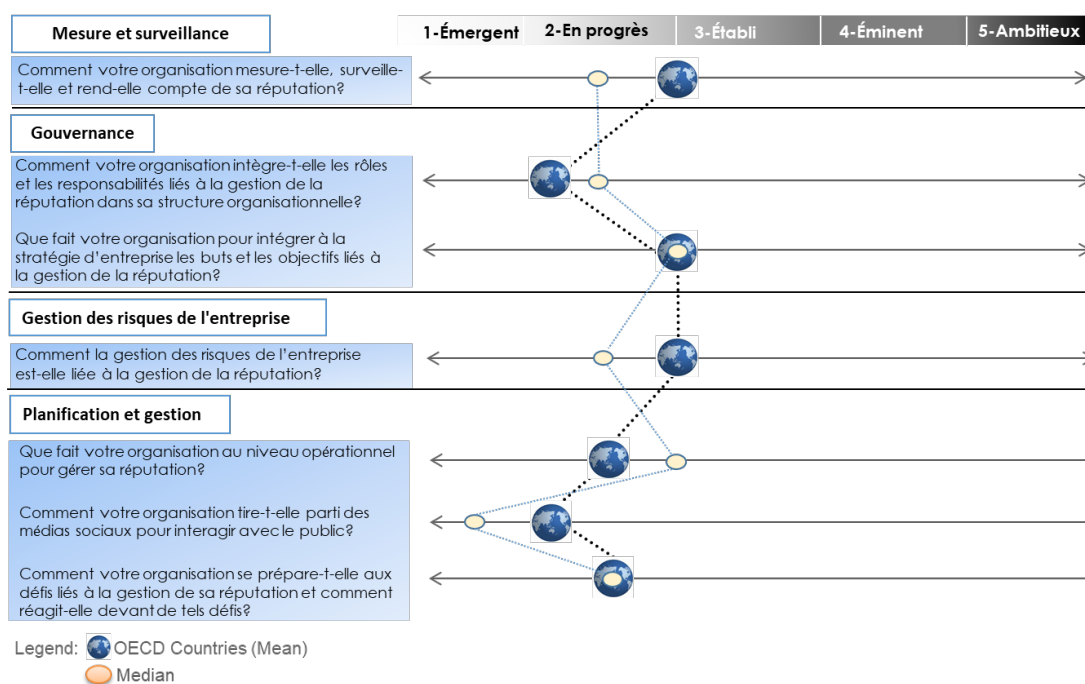 Mesure et surveillance
1-Émergent 2-En progrès 3-Établi 4-Éminent 5-Ambitieux
Comment votre organisation mesure-t-elle, surveille-
t-elle et rend-elle compte de sa réputation?
Gouvernance
Comment votre organisation intègre-t-elle les rôles
et les responsabilités liés à la gestion de la
réputation dans sa structure organisationnelle?
Que fait votre organisation pour intégrer à la
stratégie d'entreprise les buts et les objectifs liés à
la gestion de la réputation?
Gestion des risques de l'entreprise
Comment la gestion des risques de l'entreprise
est-elle liée à la gestion de la réputation?
Planification et gestion
Que fait votre organisation au niveau opérationnel
pour gérer sa réputation?
Comment votre organisation tire-t-elle parti des
médias sociaux pour interagir avec le public?
Comment votre organisation se prépare-t-elle aux
défis liés à la gestion de sa réputation et comment
réagit-elle devant de tels défis?
Legend: OECD Countries (Mean)
Median